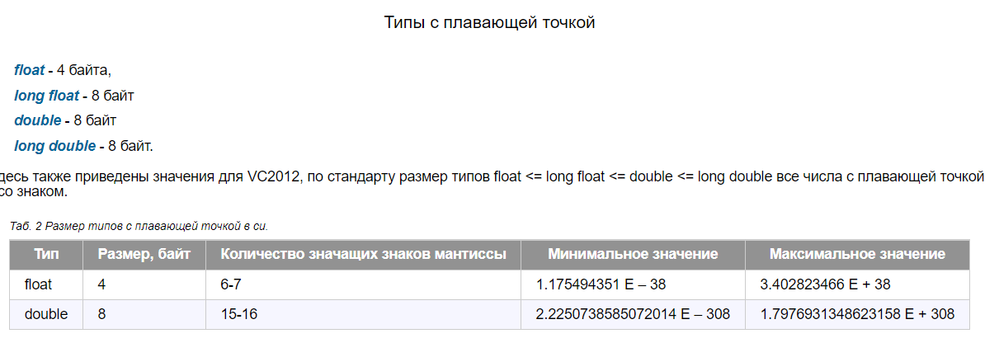 Типы с плавающей точкой
float - 4 байта,
long float - 8 байт
double - 8 байт
long double - 8 байт.
десь также приведены значения для VC2012, по стандарту размер типов float <= long float <= double <= long double все числа с плавающей точкой
со знаком.
Таб. 2 Размер типов с плавающей точкой в си.
Тип Размер, байт Количество значащих знаков мантиссы Минимальное значение Максимальное значение
float 4 6-7 1.175494351 E – 38 3.402823466 E + 38
double 8 15-16 2.2250738585072014 E – 308 1.7976931348623158 E + 308